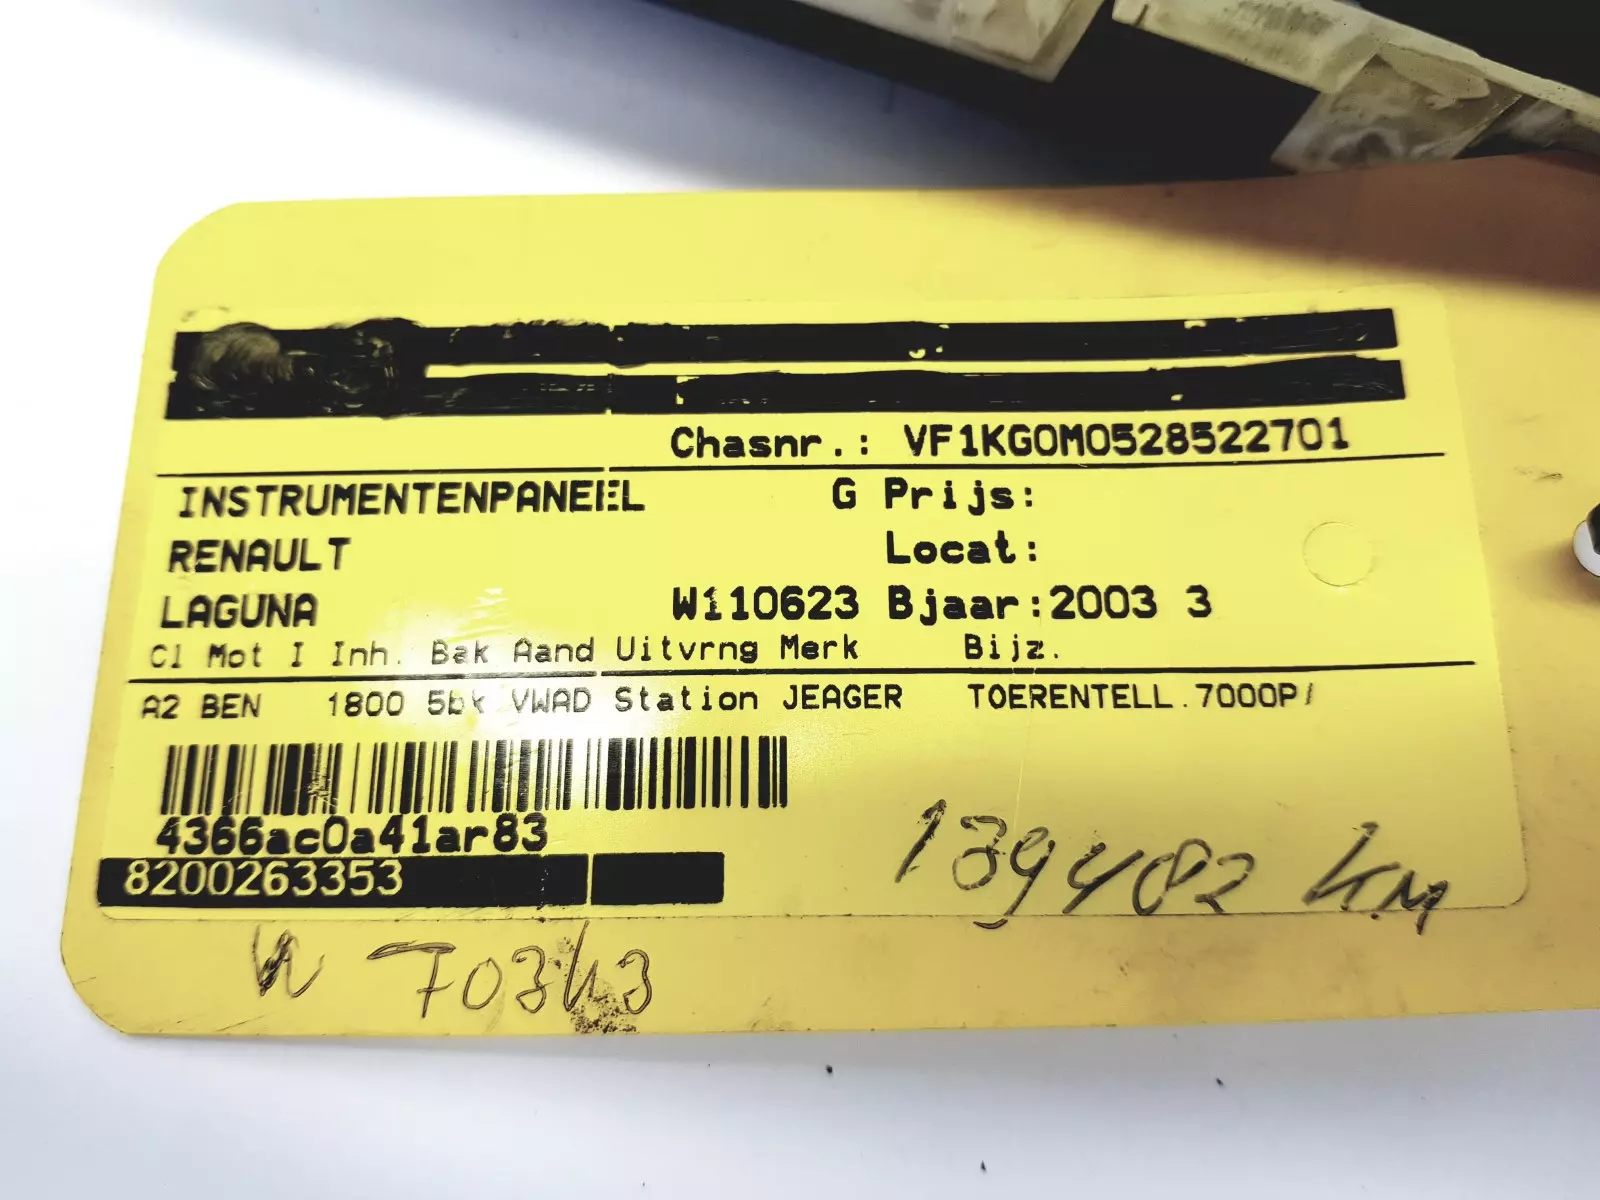 Chasnr.: VF1KG0M0528522701
INSTRUMENTENPANEEL G Prijs:
RENAULT Locat:
LAGUNA W110623 Bjaar:2003 3
Cl Mot I Inh. Bak Aand Uitvrng Merk Bijz.
A2 BEN 1800 5bk VWAD Station JEAGER TOERENTELL.7000P/
4366ac0a41ar83
8200263353
139482 KM